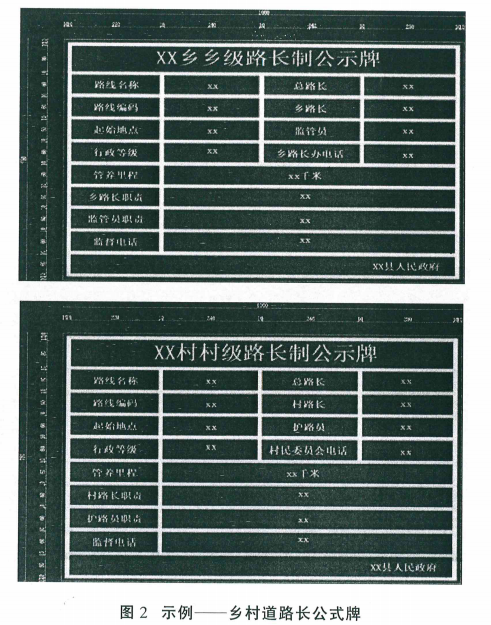 XX乡乡级路长制公示牌
路线名称 xx 总路长 xx
路线编码 xx 乡路长 xx
起始地点 xx 监管员 xx
行政等级 xx 乡路长办电话 xx
管养里程 xx千米
乡路长职责 xx
监管员职责 xx
监督电话 xx
XX县人民政府
XX村村级路长制公示牌
路线名称 xx 总路长 xx
路线编码 xx 村路长 xx
起始地点 xx 护路员 xx
行政等级 xx 村民委员会电话 xx
管养里程 xx千米
村路长职责 xx
护路员职责 xx
监督电话 xx
XX县人民政府
图2 示例——乡村道路长公式牌